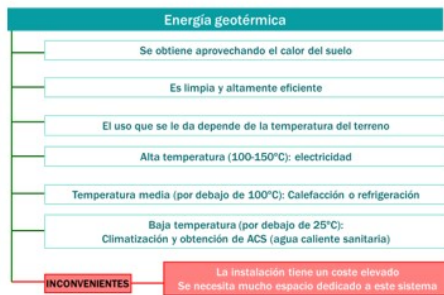 Energía geotérmica
Se obtiene aprovechando el calor del suelo
Es limpia y altamente eficiente
El uso que se le da depende de la temperatura del terreno
Alta temperatura (100-150ºC): electricidad
Temperatura media (por debajo de 100ºC): Calefacción o refrigeración
Baja temperatura (por debajo de 25ºC):
Climatización y obtención de ACS (agua caliente sanitaria)
INCONVENIENTES
La instalación tiene un coste elevado
Se necesita mucho espacio dedicado a este sistema